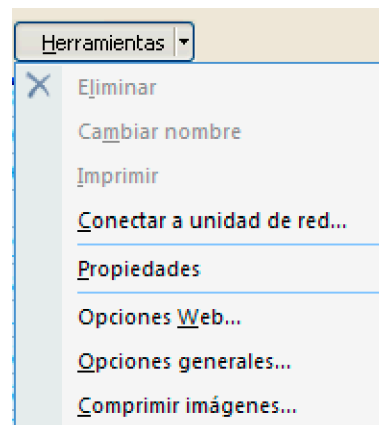 Herramientas
Eliminar
Cambiar nombre
Imprimir
Conectar a unidad de red...
Propiedades
Opciones Web...
Opciones generales...
Comprimir imágenes...